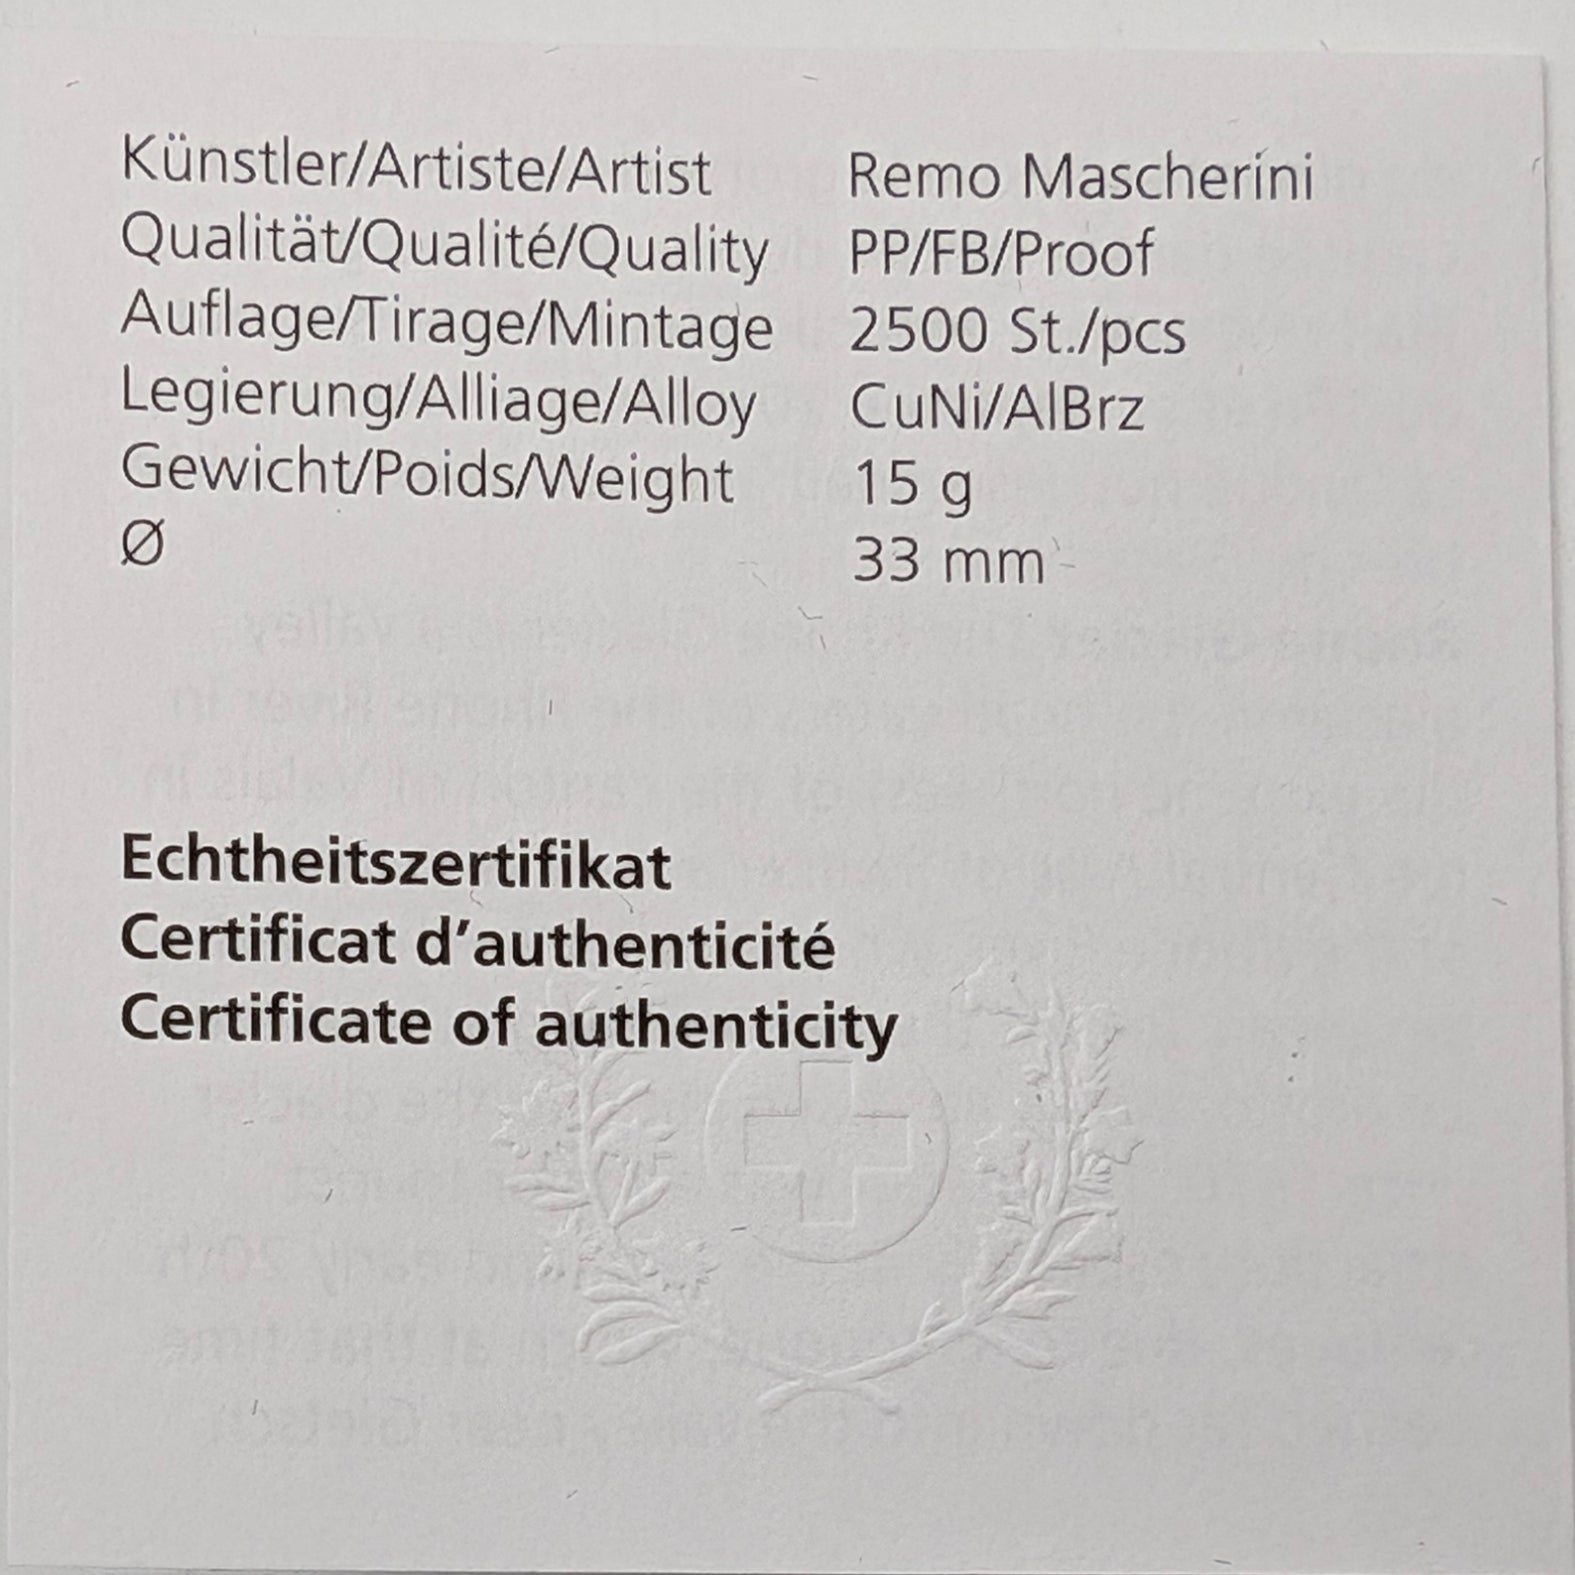 Künstler/Artiste/Artist Remo Mascherini
Qualität/Qualité/Quality PP/FB/Proof
Auflage/Tirage/Mintage 2500 St./pcs
Legierung/Alliage/Alloy CuNi/AlBrz
Gewicht/Poids/Weight 15 g
Ø 33 mm
Echtheitszertifikat
Certificat d’authenticité
Certificate of authenticity